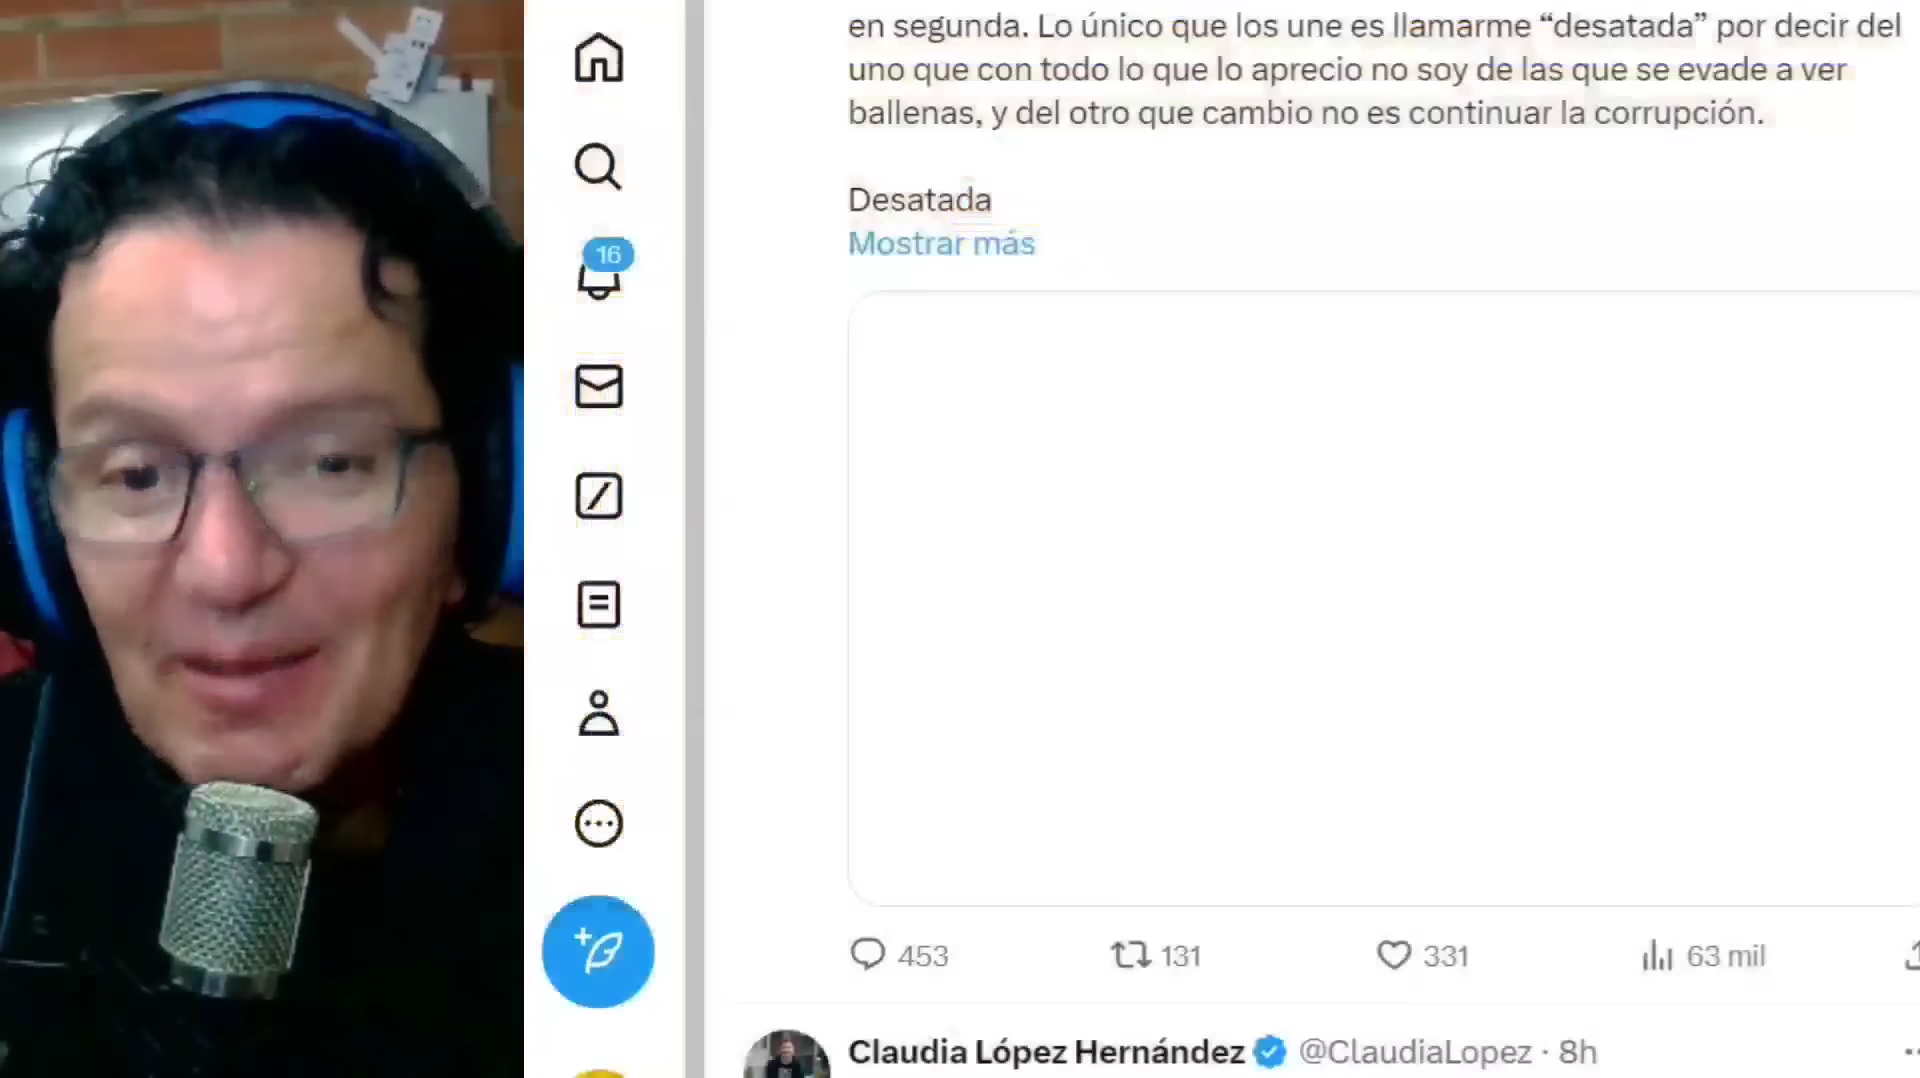 en segunda. Lo único que los une es llamarme “desatada” por decir del
uno que con todo lo que lo aprecio no soy de las que se evade a ver
ballenas, y del otro que cambio no es continuar la corrupción.
Desatada
Mostrar más
16
453 131 331 63 mil
Claudia López Hernández @ClaudiaLopez · 8h